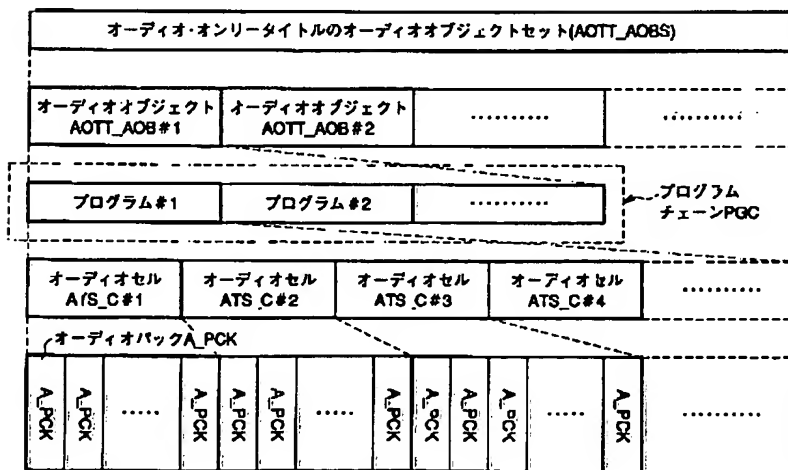 オーディオ・オンリータイトルのオーディオオブジェクトセット(AOTT_AOBS)
オーディオオブジェクト
AOTT_AOB#1
オーディオオブジェクト
AOTT_AOB#2
.........
.........
プログラム#1
プログラム#2
.........
プログラム
チェーンPGC
オーディオセル
ATS_C#1
オーディオセル
ATS_C#2
オーディオセル
ATS_C#3
オーディオセル
ATS_C#4
.........
オーディオパックA_PCK
A_PCK
A_PCK
.....
A_PCK
A_PCK
A_PCK
.....
A_PCK
A_PCK
A_PCK
A_PCK
.....
A_PCK
.........